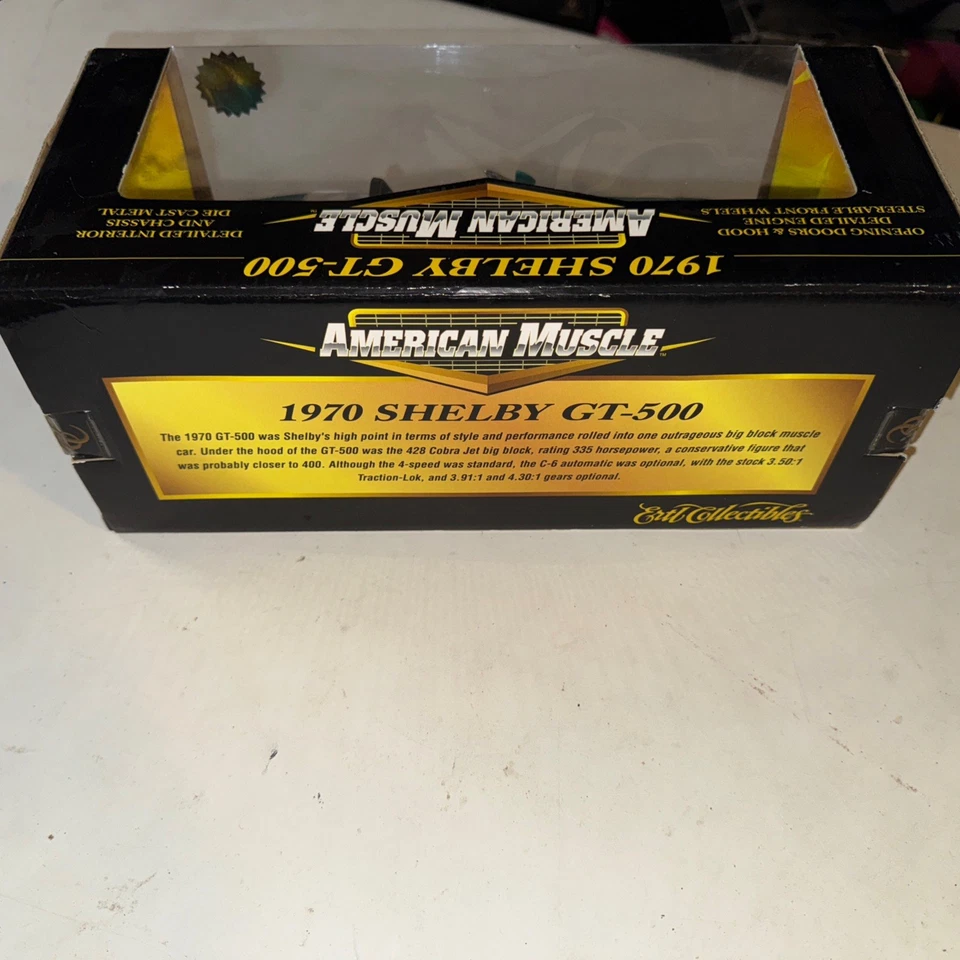 DETAILED INTERIOR
AND CHASSIS
DIE CAST METAL
AMERICAN MUSCLE™
OPENING DOORS & HOOD
DETAILED ENGINE
STEERABLE FRONT WHEELS
1970 SHELBY GT-500
AMERICAN MUSCLE™
1970 SHELBY GT-500
The 1970 GT-500 was Shelby's high point in terms of style and performance rolled into one outrageous big block muscle
car. Under the hood of the GT-500 was the 428 Cobra Jet big block, rating 335 horsepower, a conservative figure that
was probably closer to 400. Although the 4-speed was standard, the C-6 automatic was optional, with the stock 3.50:1
Traction-Lok, and 3.91:1 and 4.30:1 gears optional.
Ertl Collectibles